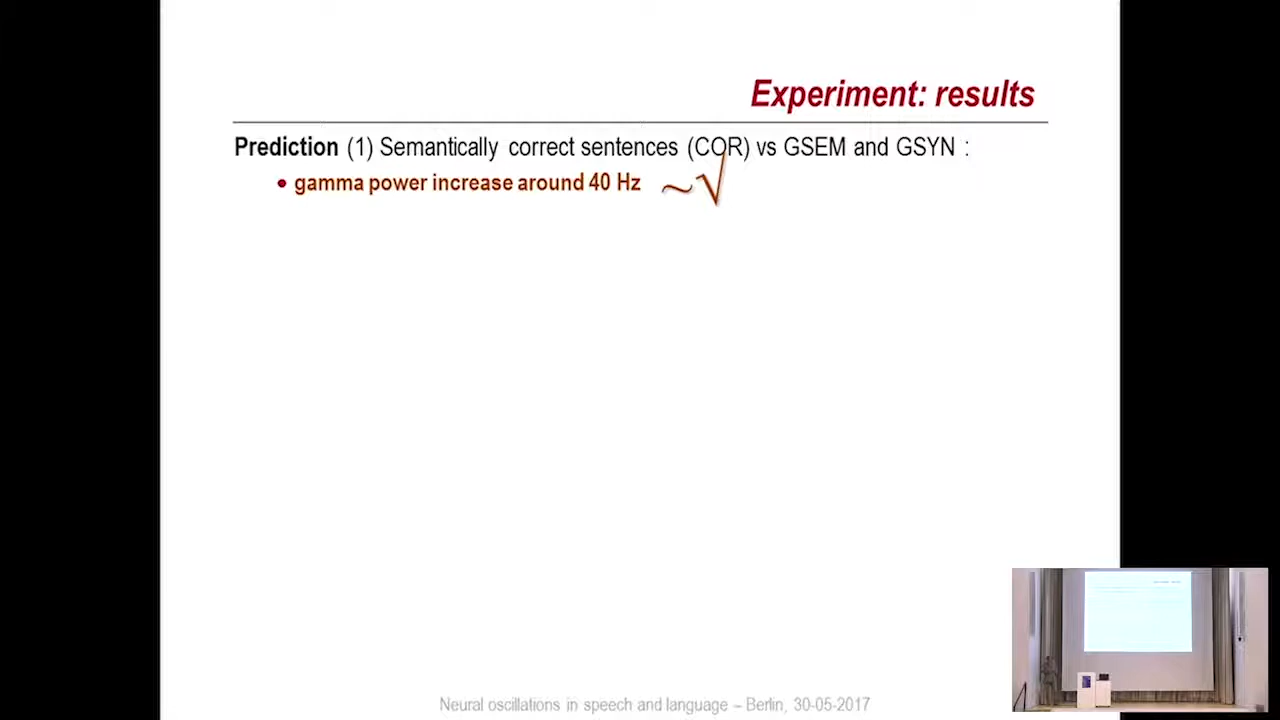 Experiment: results
Prediction (1) Semantically correct sentences (COR) vs GSEM and GSYN :
• gamma power increase around 40 Hz ~√
Neural oscillations in speech and language – Berlin, 30-05-2017